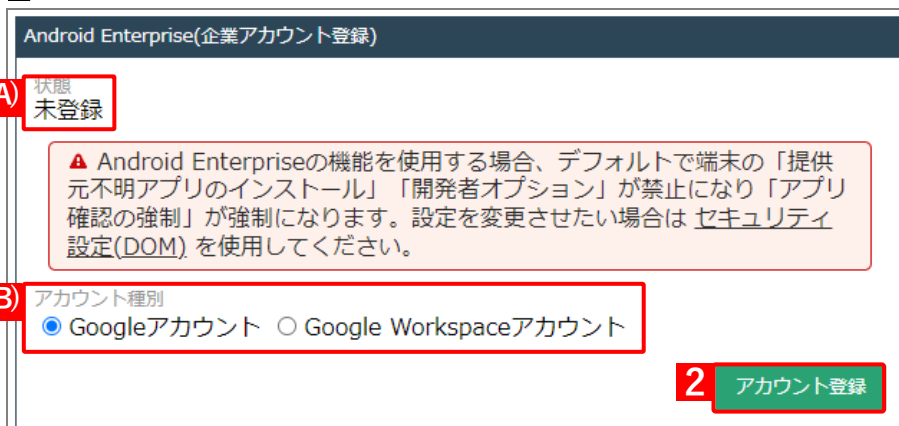 Android Enterprise(企業アカウント登録)
A)
状態
未登録
Android Enterpriseの機能を使用する場合、デフォルトで端末の「提供
元不明アプリのインストール」「開発者オプション」が禁止になり「アプリ
確認の強制」が強制になります。設定を変更させたい場合は セキュリティ
設定(DOM) を使用してください。
B)
アカウント種別
Googleアカウント Google Workspaceアカウント
2 アカウント登録